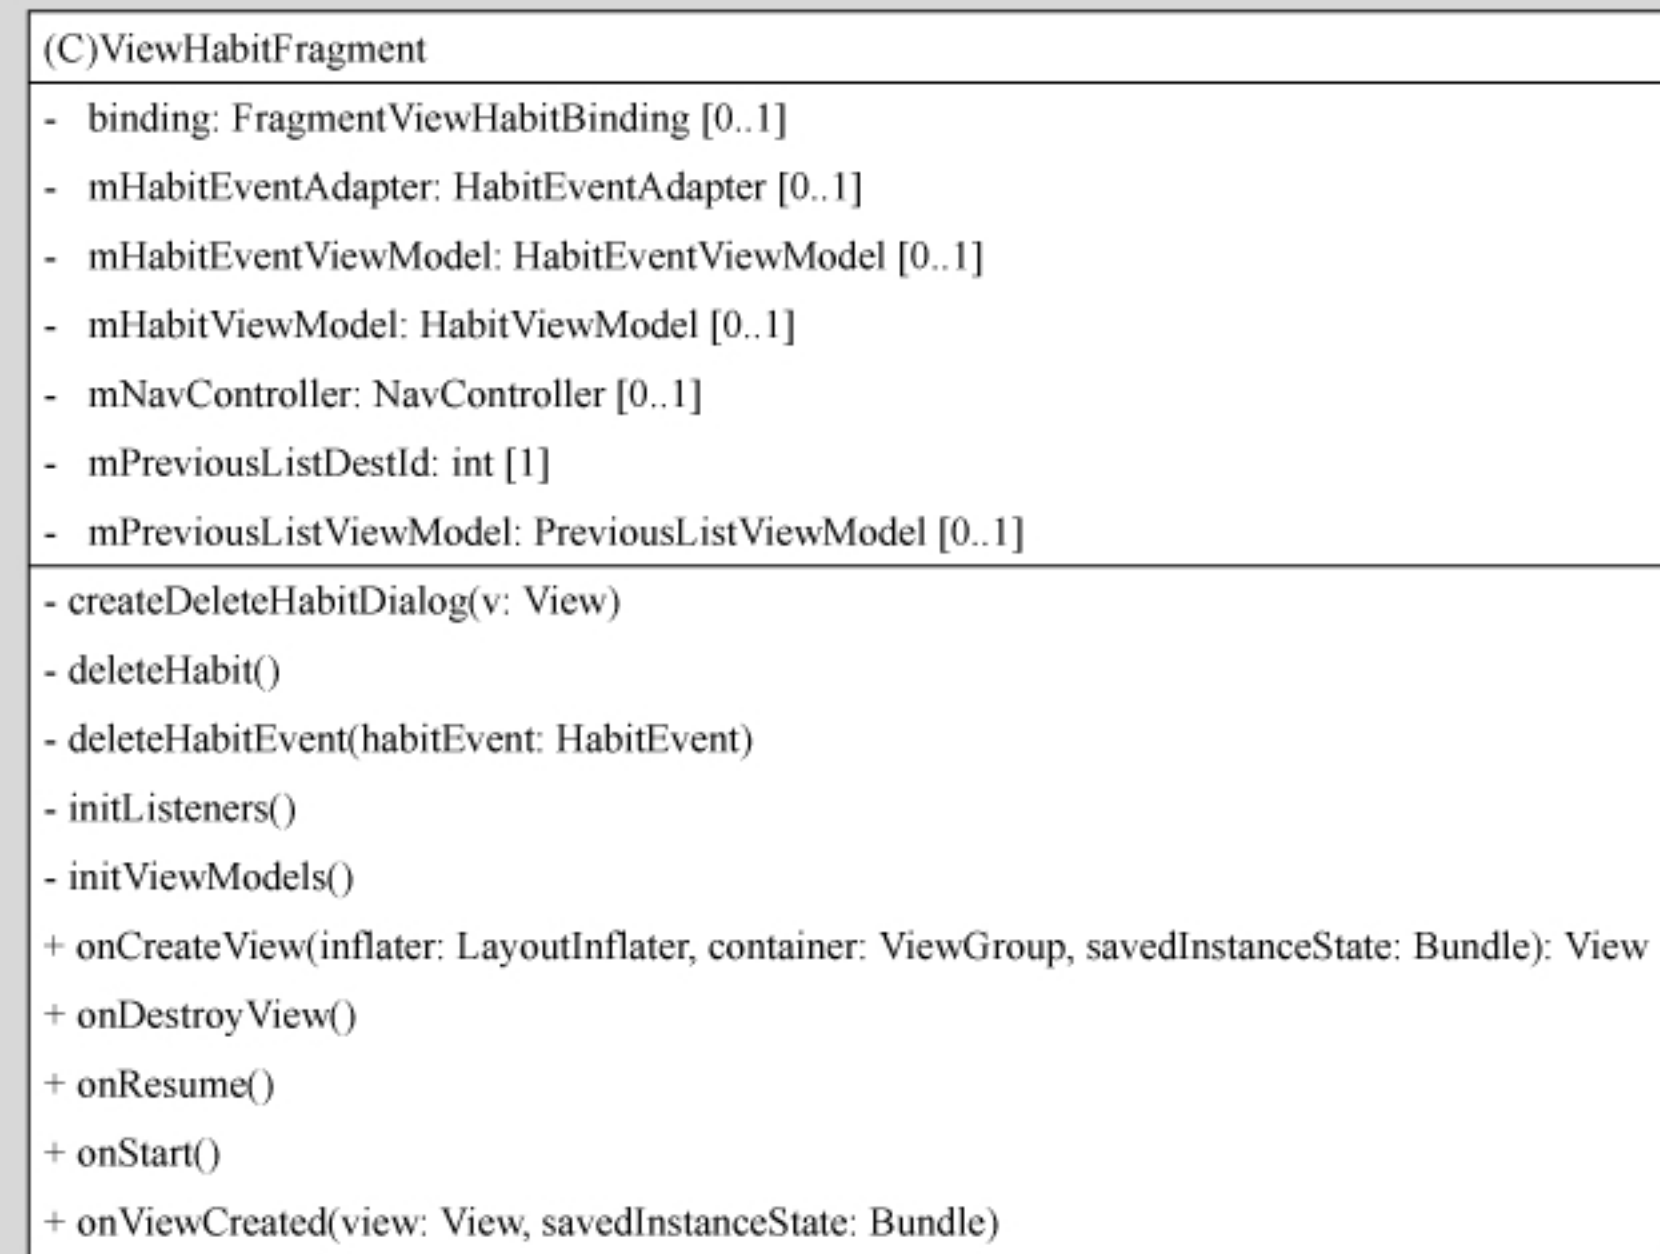 (C)ViewHabitFragment
- binding: FragmentViewHabitBinding [0..1]
- mHabitEventAdapter: HabitEventAdapter [0..1]
- mHabitEventViewModel: HabitEventViewModel [0..1]
- mHabitViewModel: HabitViewModel [0..1]
- mNavController: NavController [0..1]
- mPreviousListDestId: int [1]
- mPreviousListViewModel: PreviousListViewModel [0..1]
- createDeleteHabitDialog(v: View)
- deleteHabit()
- deleteHabitEvent(habitEvent: HabitEvent)
- initListeners()
- initViewModels()
+ onCreateView(inflater: LayoutInflater, container: ViewGroup, savedInstanceState: Bundle): View
+ onDestroyView()
+ onResume()
+ onStart()
+ onViewCreated(view: View, savedInstanceState: Bundle)